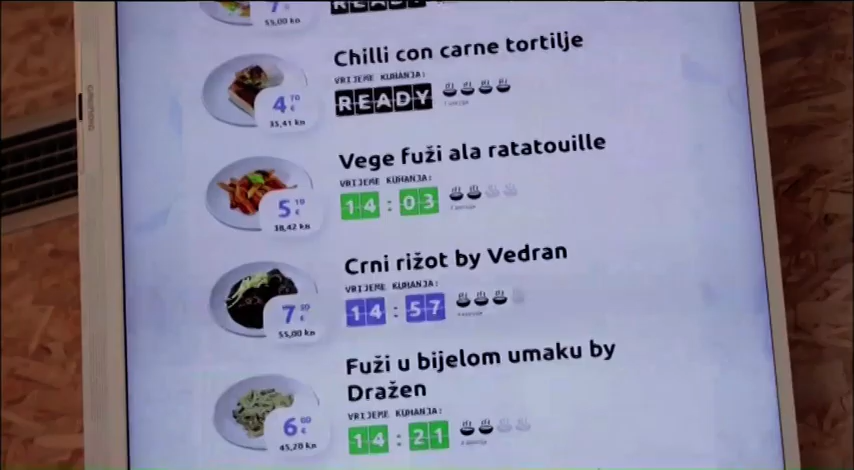 7
€
55,00 kn
READY
Chilli con carne tortilje
VRIJEME KUHANJA:
4 70
€
35,41 kn
READY
Vege fuži ala ratatouille
VRIJEME KUHANJA:
5 10
€
38,42 kn
14:03
Crni rižot by Vedran
VRIJEME KUHANJA:
7 30
€
55,00 kn
14:57
Fuži u bijelom umaku by
Dražen
VRIJEME KUHANJA:
6 00
€
45,20 kn
14:21